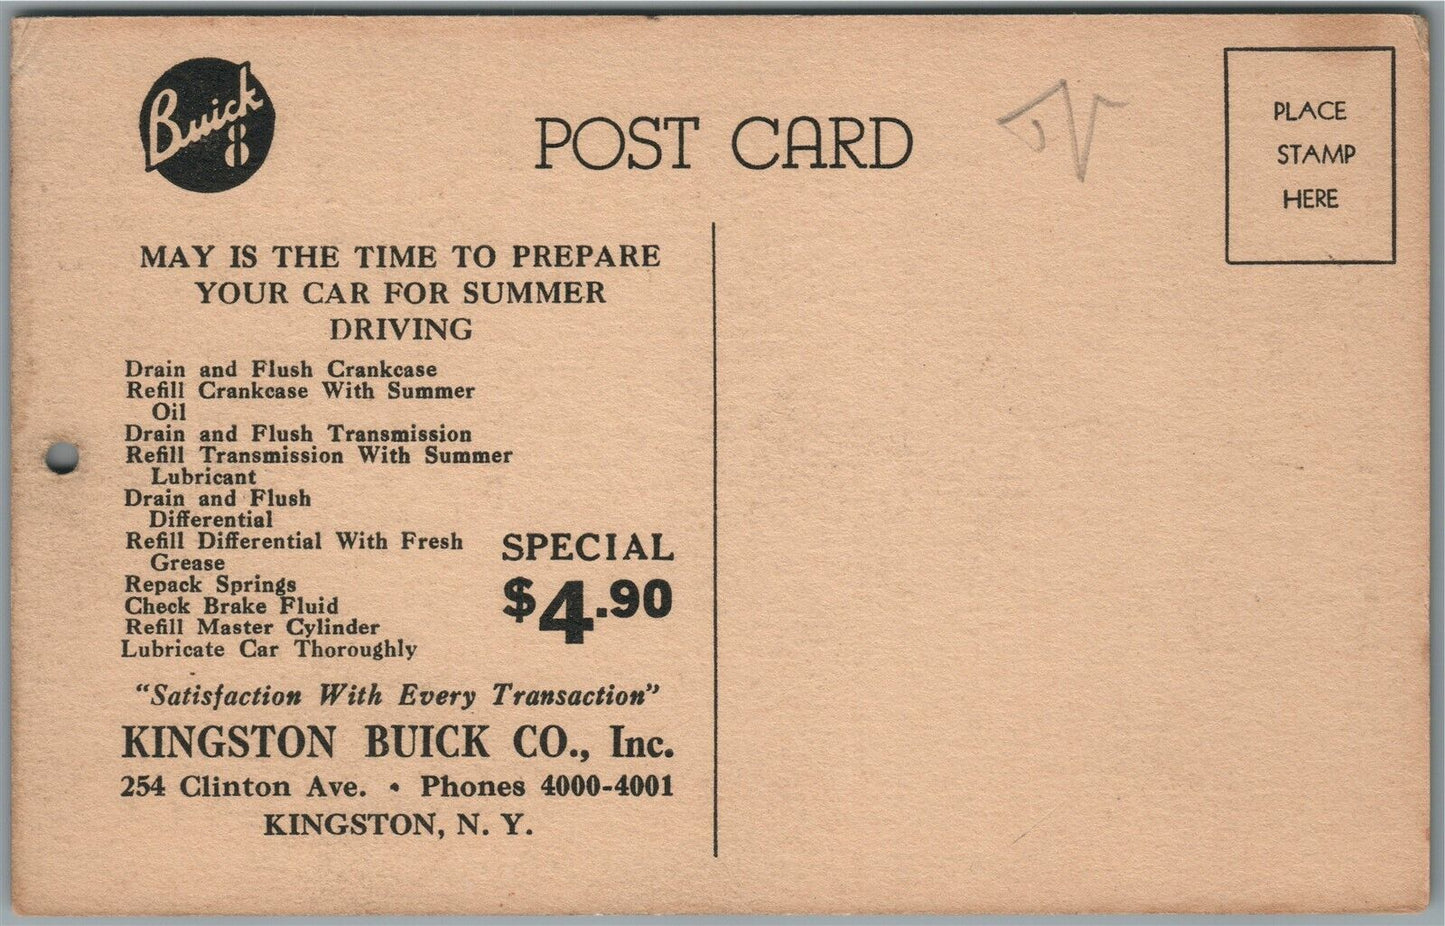 Buick
8
POST CARD
PLACE
STAMP
HERE
MAY IS THE TIME TO PREPARE
YOUR CAR FOR SUMMER
DRIVING
Drain and Flush Crankcase
Refill Crankcase With Summer
Oil
Drain and Flush Transmission
Refill Transmission With Summer
Lubricant
Drain and Flush
Differential
Refill Differential With Fresh
Grease
Repack Springs
Check Brake Fluid
Refill Master Cylinder
Lubricate Car Thoroughly
SPECIAL
$4.90
"Satisfaction With Every Transaction"
KINGSTON BUICK CO., Inc.
254 Clinton Ave. • Phones 4000-4001
KINGSTON, N. Y.